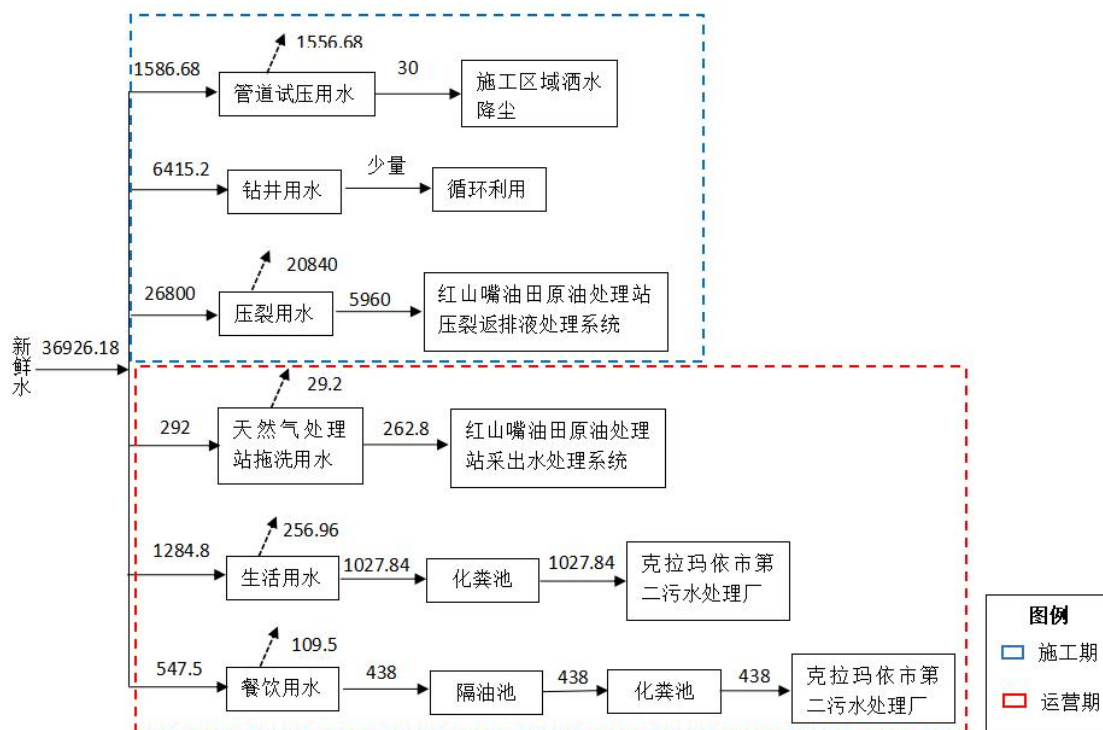 1556.68
1586.68
管道试压用水
30
施工区域洒水
降尘
6415.2
钻井用水
少量
循环利用
20840
26800
压裂用水
5960
红山嘴油田原油处理站
压裂返排液处理系统
新鲜水
36926.18
29.2
292
天然气处理
站拖洗用水
262.8
红山嘴油田原油处理
站采出水处理系统
256.96
1284.8
生活用水
1027.84
化粪池
1027.84
克拉玛依市第
二污水处理厂
109.5
547.5
餐饮用水
438
隔油池
438
化粪池
438
克拉玛依市第
二污水处理厂
图例
施工期
运营期